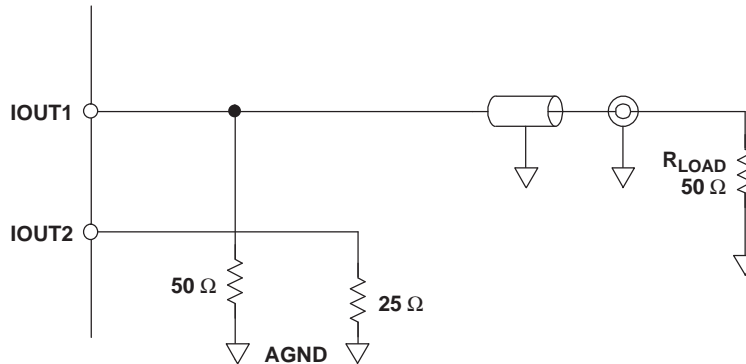 IOUT1
R_LOAD
50 Ω
IOUT2
50 Ω
25 Ω
AGND